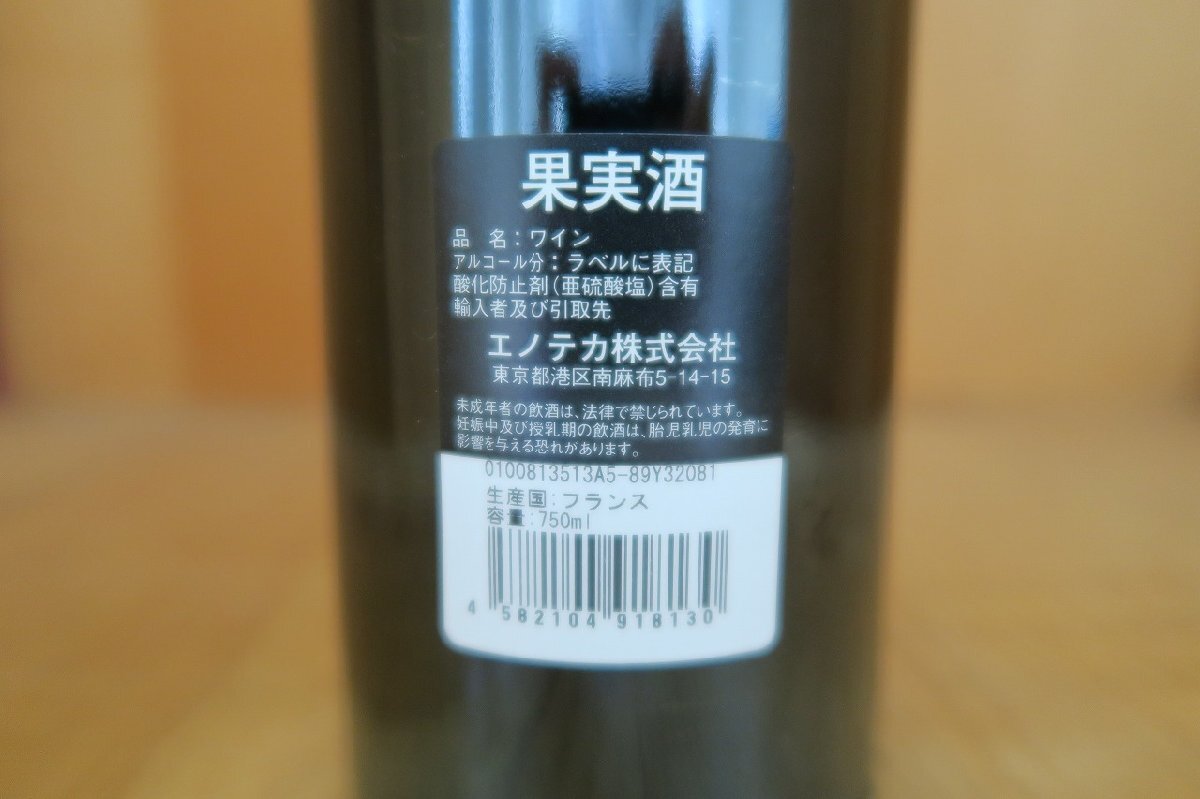 果実酒
品 名：ワイン
アルコール分：ラベルに表記
酸化防止剤（亜硫酸塩）含有
輸入者及び引取先
エノテカ株式会社
東京都港区南麻布5-14-15
未成年者の飲酒は、法律で禁じられています。
妊娠中及び授乳期の飲酒は、胎児乳児の発育に
影響を与える恐れがあります。
0100813513A5-89Y32081
生産国：フランス
容量：750ml
4 582104 918130